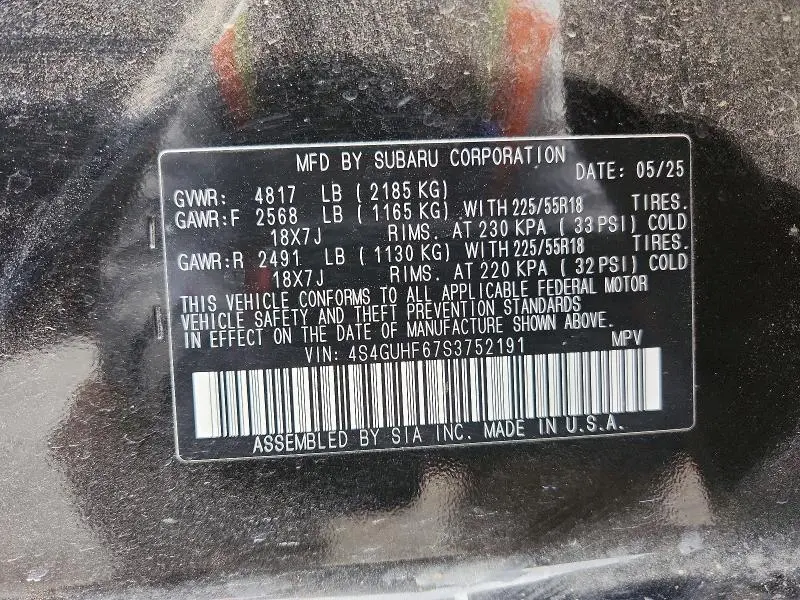 MFD BY SUBARU CORPORATION DATE: 05/25
GVWR: 4817 LB ( 2185 KG)
GAWR:F 2568 LB ( 1165 KG) WITH 225/55R18 TIRES.
18X7J RIMS. AT 230 KPA ( 33 PSI) COLD
GAWR:R 2491 LB ( 1130 KG) WITH 225/55R18 TIRES.
18X7J RIMS. AT 220 KPA ( 32 PSI) COLD
THIS VEHICLE CONFORMS TO ALL APPLICABLE FEDERAL MOTOR
VEHICLE SAFETY AND THEFT PREVENTION STANDARDS
IN EFFECT ON THE DATE OF MANUFACTURE SHOWN ABOVE.
VIN: 4S4GUHF67S3752191 MPV
ASSEMBLED BY SIA INC. MADE IN U.S.A.